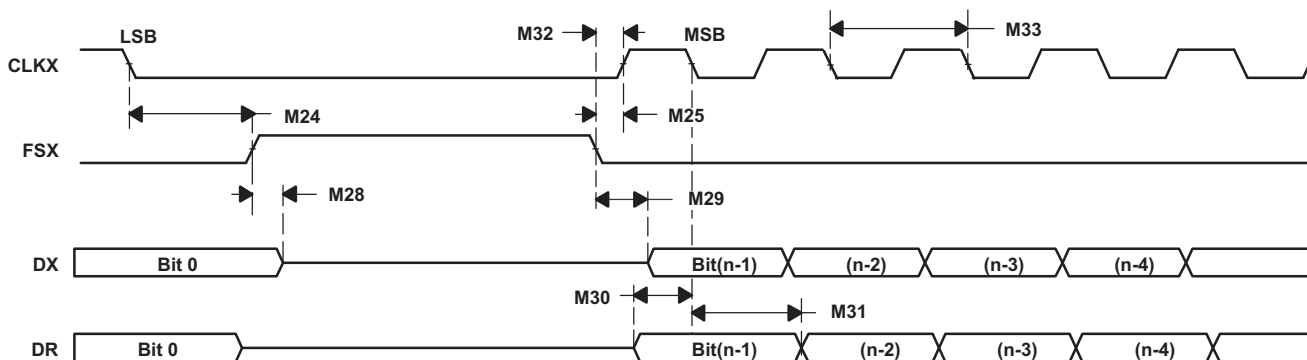 LSB
M32
MSB
M33
CLKX
M24
M25
FSX
M28
M29
DX
Bit 0
Bit(n-1)
(n-2)
(n-3)
(n-4)
M30
M31
DR
Bit 0
Bit(n-1)
(n-2)
(n-3)
(n-4)